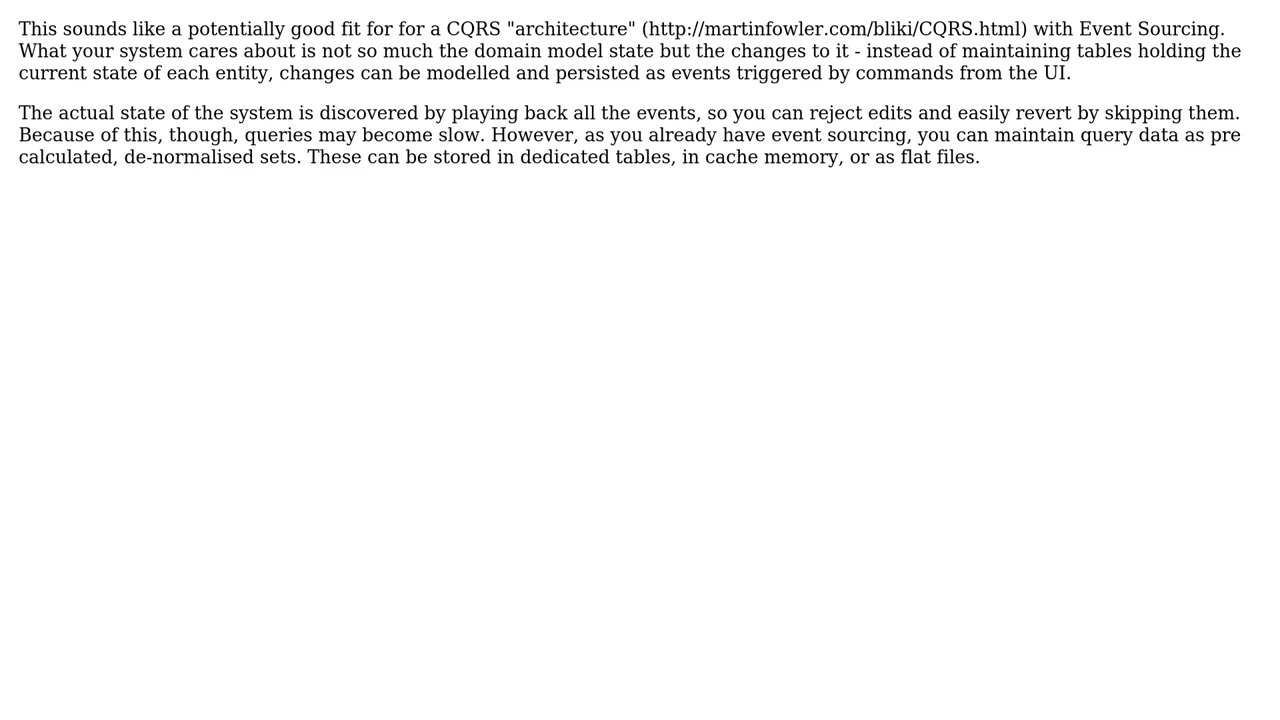 This sounds like a potentially good fit for for a CQRS "architecture" (http://martinfowler.com/bliki/CQRS.html) with Event Sourcing.
What your system cares about is not so much the domain model state but the changes to it - instead of maintaining tables holding the
current state of each entity, changes can be modelled and persisted as events triggered by commands from the UI.
The actual state of the system is discovered by playing back all the events, so you can reject edits and easily revert by skipping them.
Because of this, though, queries may become slow. However, as you already have event sourcing, you can maintain query data as pre
calculated, de-normalised sets. These can be stored in dedicated tables, in cache memory, or as flat files.